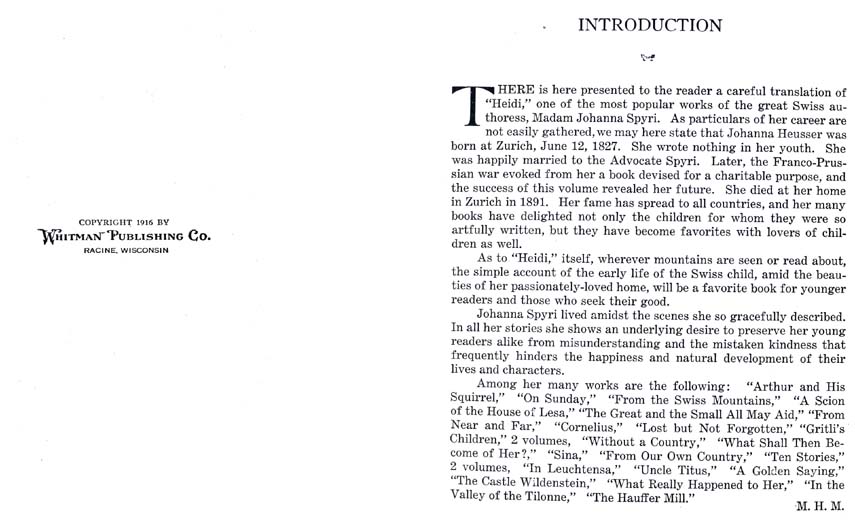 COPYRIGHT 1916 BY
WHITMAN PUBLISHING CO.
RACINE, WISCONSIN
INTRODUCTION
THERE is here presented to the reader a careful translation of
“Heidi,” one of the most popular works of the great Swiss au-
thoress, Madam Johanna Spyri. As particulars of her career are
not easily gathered, we may here state that Johanna Heusser was
born at Zurich, June 12, 1827. She wrote nothing in her youth. She
was happily married to the Advocate Spyri. Later, the Franco-Prus-
sian war evoked from her a book devised for a charitable purpose, and
the success of this volume revealed her future. She died at her home
in Zurich in 1891. Her fame has spread to all countries, and her many
books have delighted not only the children for whom they were so
artfully written, but they have become favorites with lovers of chil-
dren as well.
As to “Heidi,” itself, wherever mountains are seen or read about,
the simple account of the early life of the Swiss child, amid the beau-
ties of her passionately-loved home, will be a favorite book for younger
readers and those who seek their good.
Johanna Spyri lived amidst the scenes she so gracefully described.
In all her stories she shows an underlying desire to preserve her young
readers alike from misunderstanding and the mistaken kindness that
frequently hinders the happiness and natural development of their
lives and characters.
Among her many works are the following: “Arthur and His
Squirrel,” “On Sunday,” “From the Swiss Mountains,” “A Scion
of the House of Lesa,” “The Great and the Small All May Aid,” “From
Near and Far,” “Cornelius,” “Lost but Not Forgotten,” “Gritli’s
Children,” 2 volumes, “Without a Country,” “What Shall Then Be-
come of Her?,” “Sina,” “From Our Own Country,” “Ten Stories,”
2 volumes, “In Leuchtensa,” “Uncle Titus,” “A Golden Saying,”
“The Castle Wildenstein,” “What Really Happened to Her,” “In the
Valley of the Tilonne,” “The Hauffer Mill.”
M. H. M.